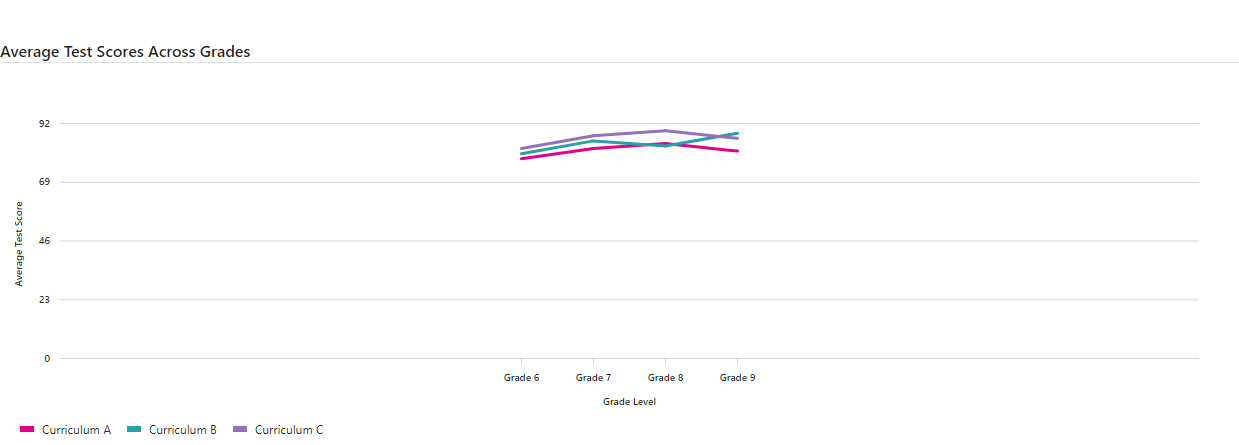 Average Test Scores Across Grades
92
69
46
23
0
Average Test Score
Grade 6 Grade 7 Grade 8 Grade 9
Grade Level
Curriculum A Curriculum B Curriculum C